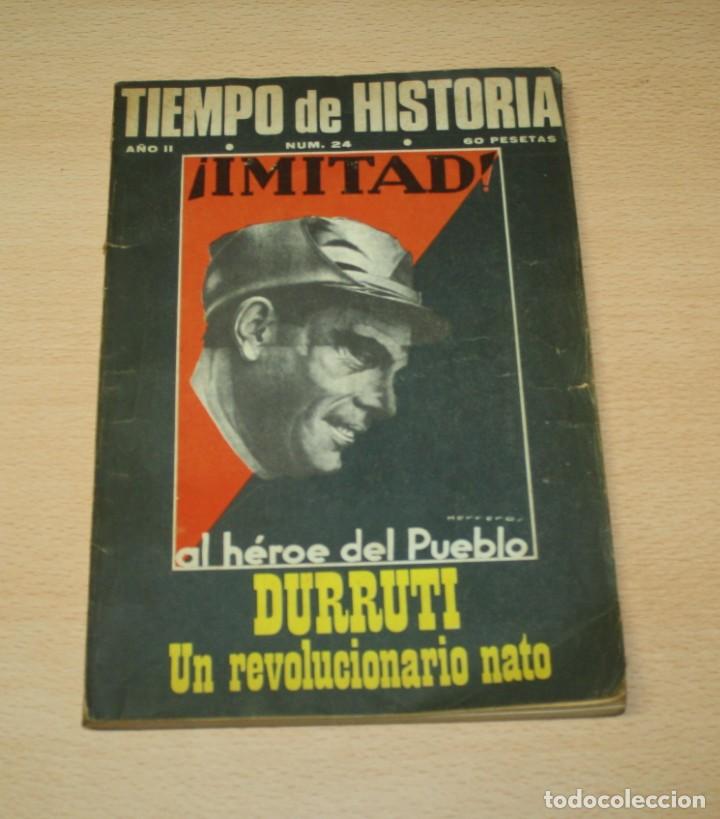 TIEMPO de HISTORIA
AÑO II • NUM. 24 • 60 PESETAS
¡IMITAD!
HERREROS
al héroe del Pueblo
DURRUTI
Un revolucionario nato
todocoleccion